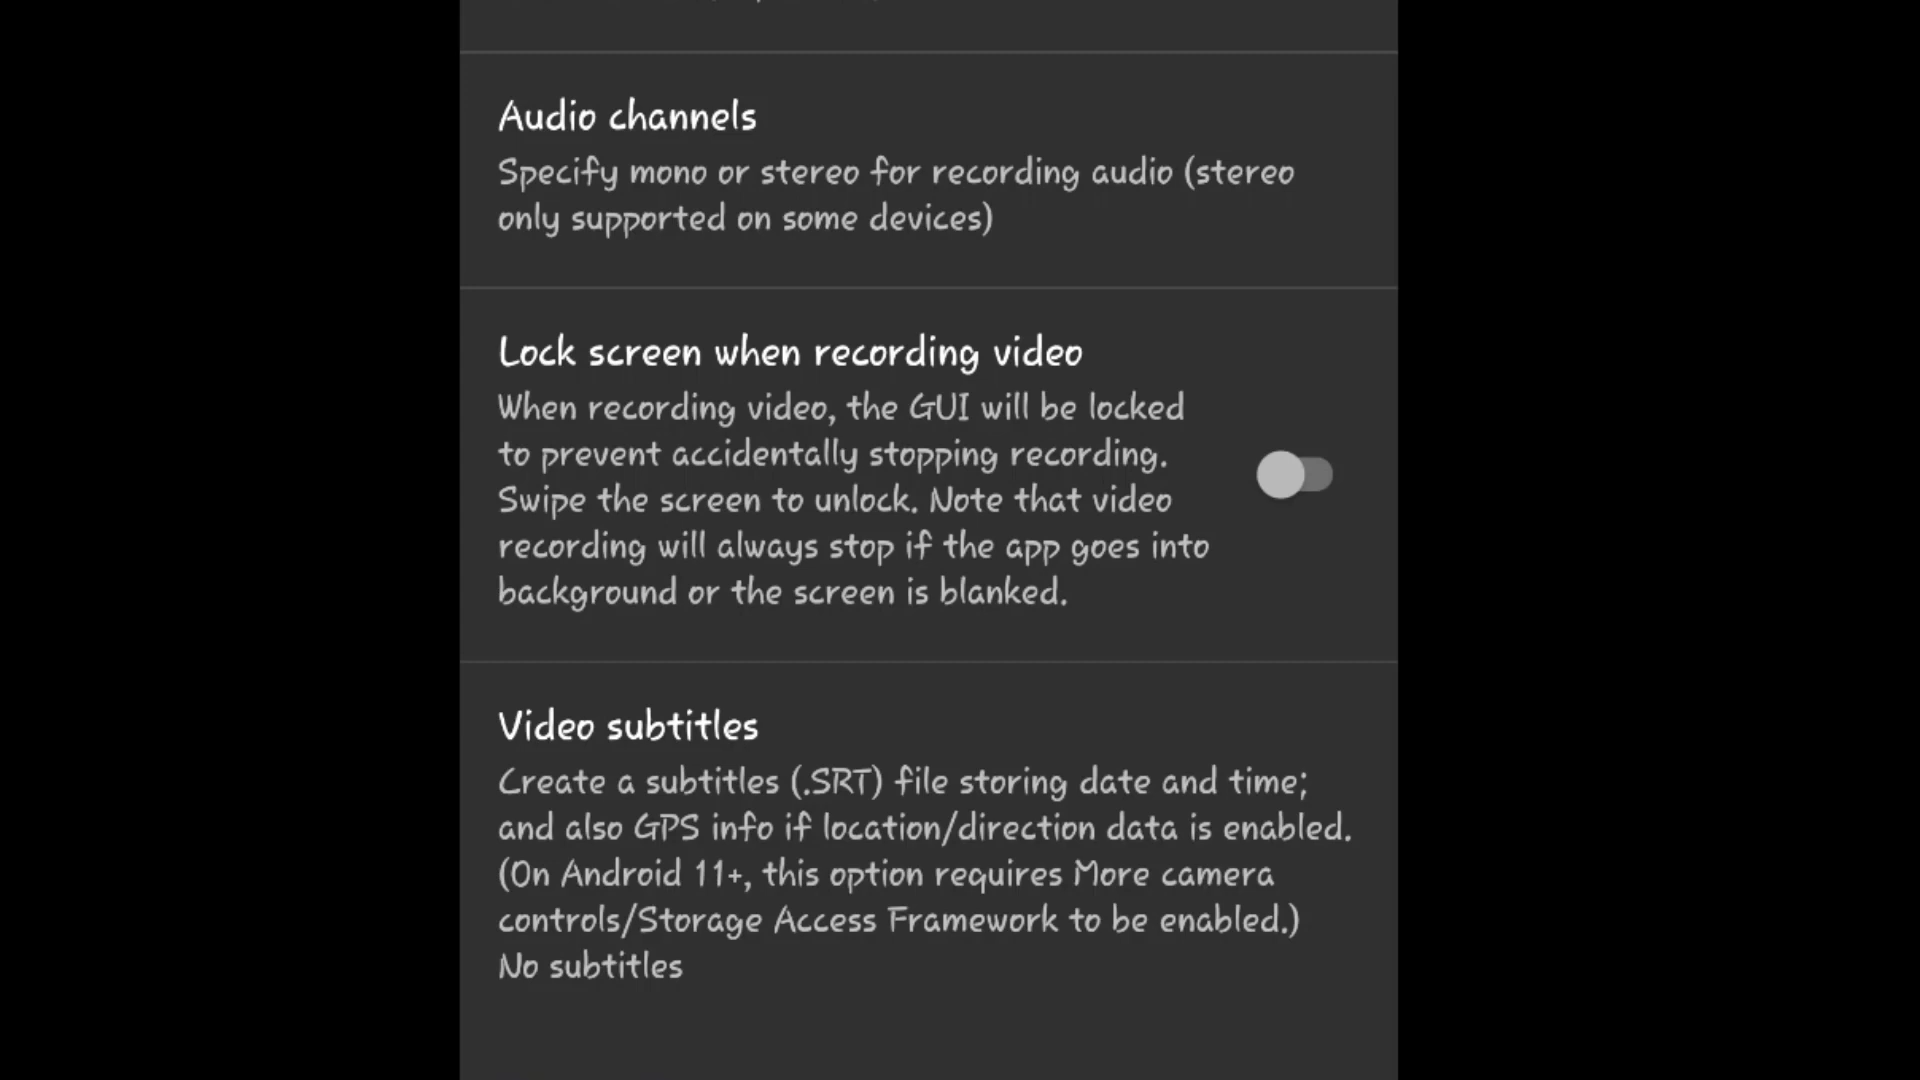 Audio channels
Specify mono or stereo for recording audio (stereo
only supported on some devices)
Lock screen when recording video
When recording video, the GUI will be locked
to prevent accidentally stopping recording.
Swipe the screen to unlock. Note that video
recording will always stop if the app goes into
background or the screen is blanked.
Video subtitles
Create a subtitles (.SRT) file storing date and time;
and also GPS info if location/direction data is enabled.
(On Android 11+, this option requires More camera
controls/Storage Access Framework to be enabled.)
No subtitles